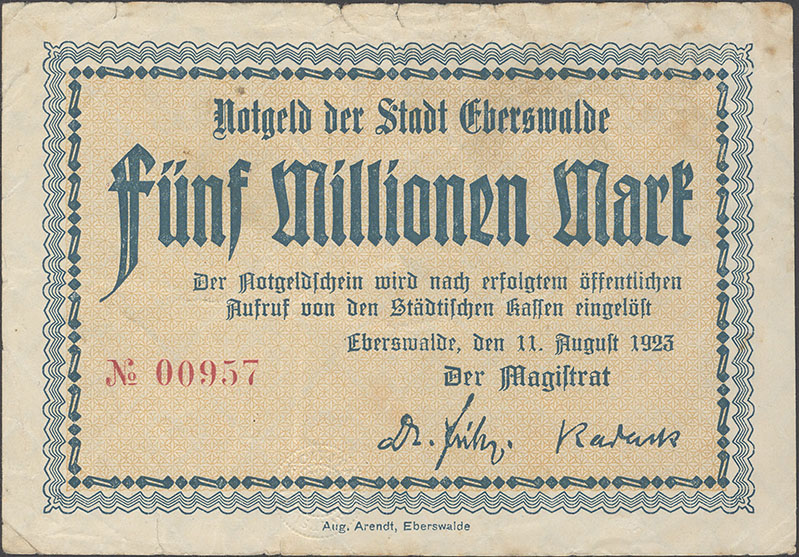 Notgeld der Stadt Eberswalde
Fünf Millionen Mark
Der Notgeldschein wird nach erfolgtem öffentlichen
Aufruf von den Städtischen Kassen eingelöst
Eberswalde, den 11. August 1923
№ 00957
Der Magistrat
Dr.
Aug. Arendt, Eberswalde